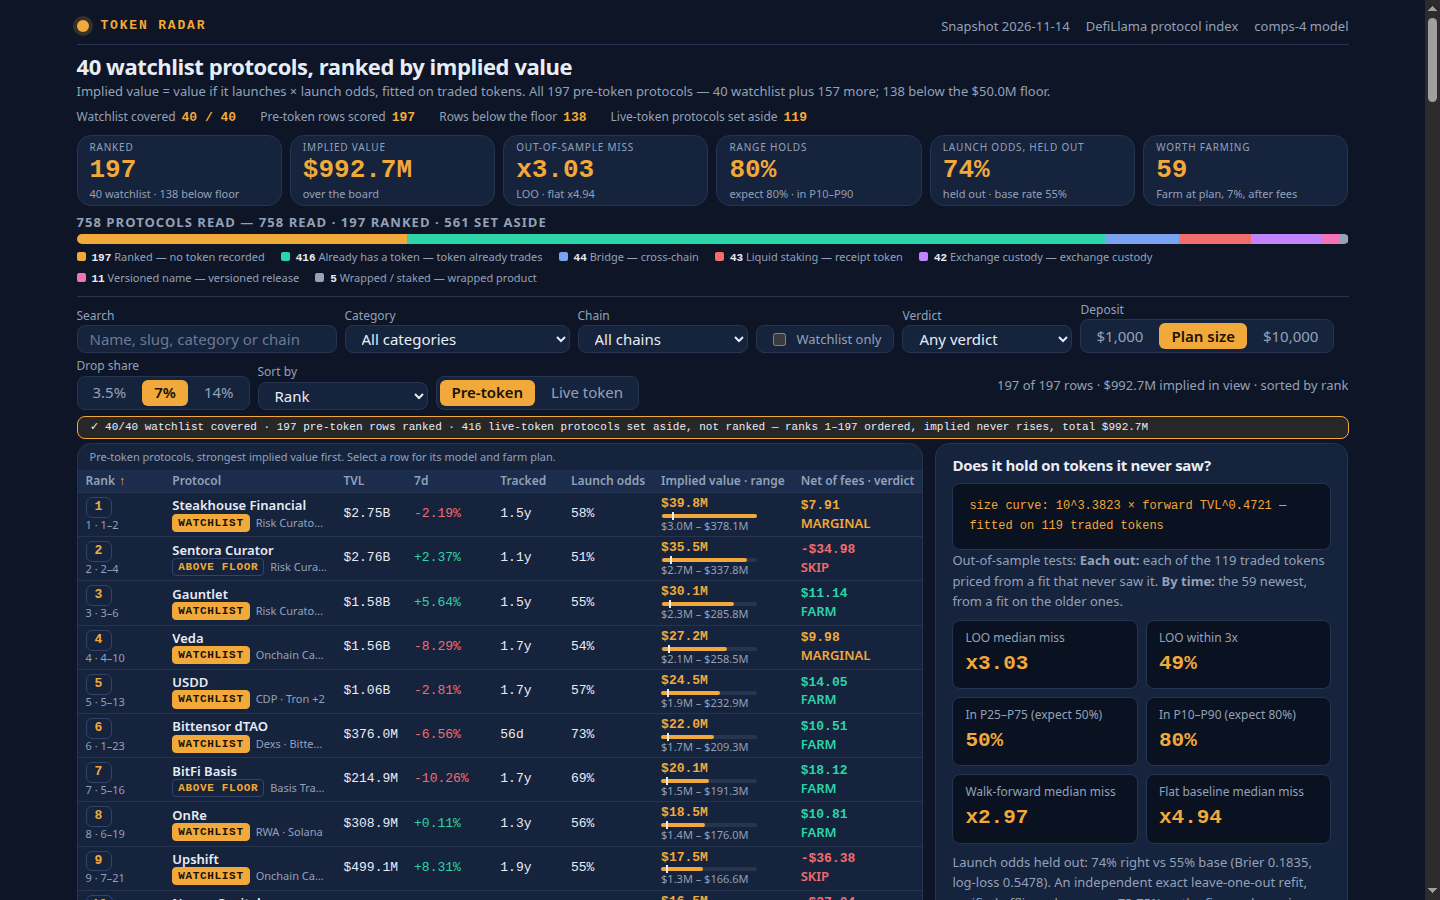 TOKEN RADAR
Snapshot 2026-11-14 DefiLlama protocol index comps-4 model
40 watchlist protocols, ranked by implied value
Implied value = value if it launches × launch odds, fitted on traded tokens. All 197 pre-token protocols — 40 watchlist plus 157 more; 138 below the $50.0M floor.
Watchlist covered 40 / 40 Pre-token rows scored 197 Rows below the floor 138 Live-token protocols set aside 119
RANKED
197
40 watchlist · 138 below floor
IMPLIED VALUE
$992.7M
over the board
OUT-OF-SAMPLE MISS
x3.03
LOO · flat x4.94
RANGE HOLDS
80%
expect 80% · in P10–P90
LAUNCH ODDS, HELD OUT
74%
held out · base rate 55%
WORTH FARMING
59
Farm at plan, 7%, after fees
758 PROTOCOLS READ — 758 READ · 197 RANKED · 561 SET ASIDE
197 Ranked — no token recorded 416 Already has a token — token already trades 44 Bridge — cross-chain 43 Liquid staking — receipt token 42 Exchange custody — exchange custody
11 Versioned name — versioned release 5 Wrapped / staked — wrapped product
Search Category Chain Verdict Deposit
Name, slug, category or chain All categories All chains Watchlist only Any verdict $1,000 Plan size $10,000
Drop share Sort by
3.5% 7% 14% Rank Pre-token Live token
197 of 197 rows · $992.7M implied in view · sorted by rank
✓ 40/40 watchlist covered · 197 pre-token rows ranked · 416 live-token protocols set aside, not ranked — ranks 1–197 ordered, implied never rises, total $992.7M
Pre-token protocols, strongest implied value first. Select a row for its model and farm plan.
Rank ↑ Protocol TVL 7d Tracked Launch odds Implied value · range Net of fees · verdict
1 Steakhouse Financial $2.75B -2.19% 1.5y 58% $39.8M $7.91
1 · 1–2 WATCHLIST Risk Curato... $3.0M – $378.1M MARGINAL
2 Sentora Curator $2.76B +2.37% 1.1y 51% $35.5M -$34.98
2 · 2–4 ABOVE FLOOR Risk Cura... $2.7M – $337.8M SKIP
3 Gauntlet $1.58B +5.64% 1.5y 55% $30.1M $11.14
3 · 3–6 WATCHLIST Risk Curato... $2.3M – $285.8M FARM
4 Veda $1.56B -8.29% 1.7y 54% $27.2M $9.98
4 · 4–10 WATCHLIST Onchain Ca... $2.1M – $258.5M MARGINAL
5 USDD $1.06B -2.81% 1.7y 57% $24.5M $14.05
5 · 5–13 WATCHLIST CDP · Tron +2 $1.9M – $232.9M FARM
6 Bittensor dTAO $376.0M -6.56% 56d 73% $22.0M $10.51
6 · 1–23 WATCHLIST Dexs · Bitte... $1.7M – $209.3M FARM
7 BitFi Basis $214.9M -10.26% 1.7y 69% $20.1M $18.12
7 · 5–16 ABOVE FLOOR Basis Tra... $1.5M – $191.3M FARM
8 OnRe $308.9M +0.11% 1.3y 56% $18.5M $10.81
8 · 6–19 WATCHLIST RWA · Solana $1.4M – $176.0M FARM
9 Upshift $499.1M +8.31% 1.9y 55% $17.5M -$36.38
9 · 7–21 WATCHLIST Onchain Ca... $1.3M – $166.6M SKIP
Does it hold on tokens it never saw?
size curve: 10^3.3823 × forward TVL^0.4721 —
fitted on 119 traded tokens
Out-of-sample tests: Each out: each of the 119 traded tokens
priced from a fit that never saw it. By time: the 59 newest,
from a fit on the older ones.
LOO median miss LOO within 3x
x3.03 49%
In P25–P75 (expect 50%) In P10–P90 (expect 80%)
50% 80%
Walk-forward median miss Flat baseline median miss
x2.97 x4.94
Launch odds held out: 74% right vs 55% base (Brier 0.1835,
log-loss 0.5478). An independent exact leave-one-out refit,